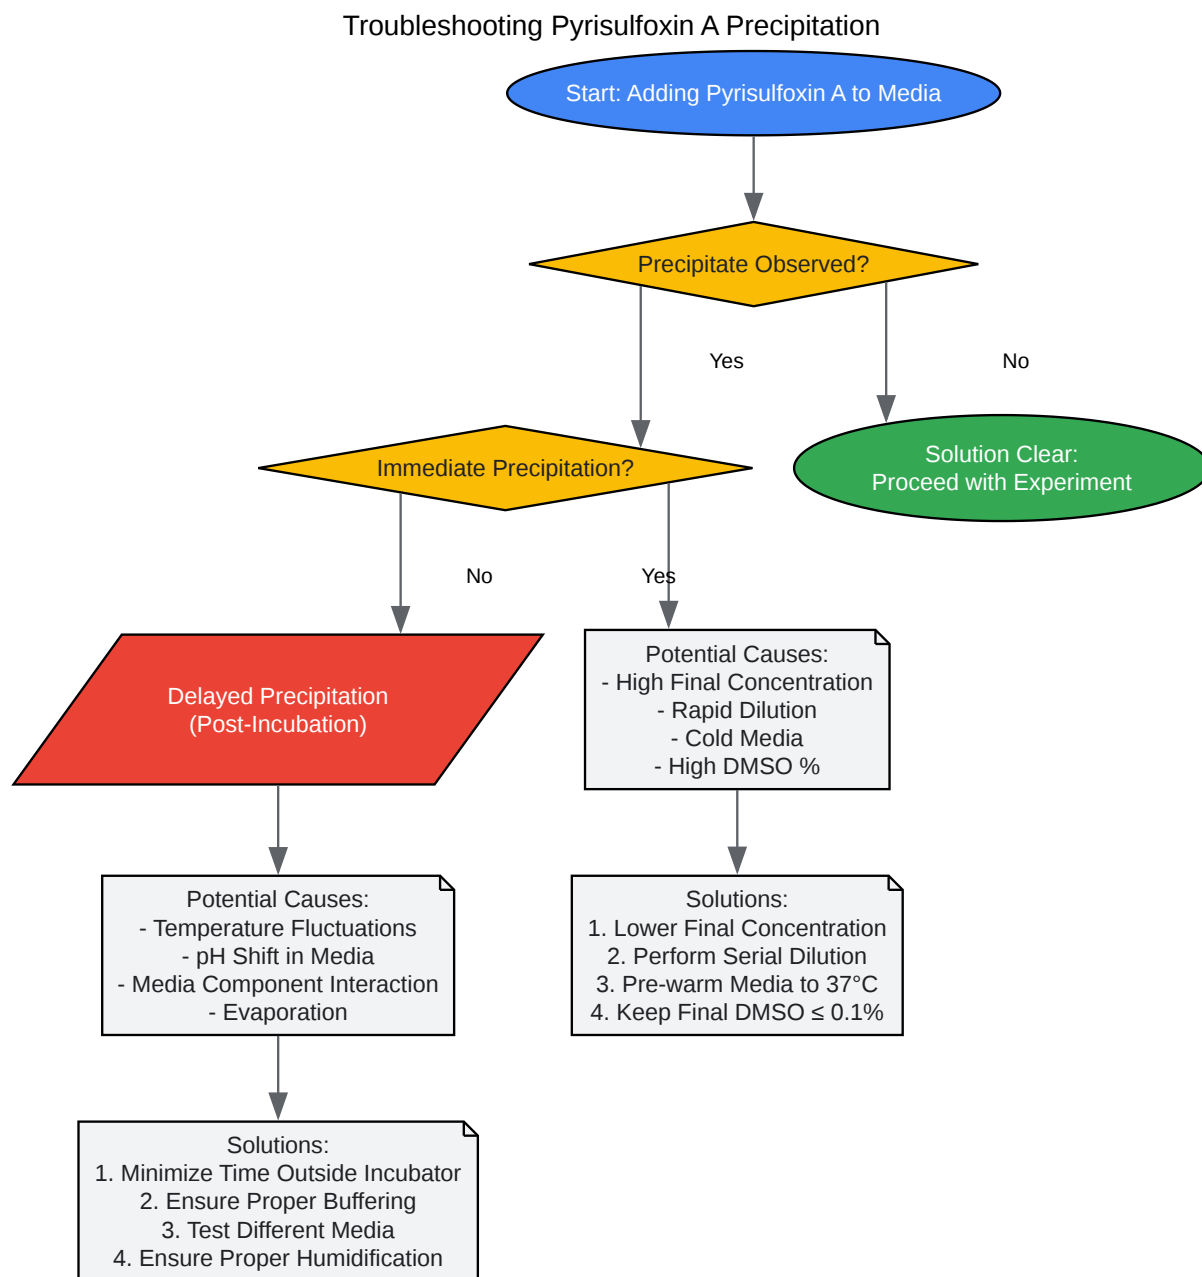 Troubleshooting Pyrisulfoxin A Precipitation
Start: Adding Pyrisulfoxin A to Media
Precipitate Observed?
Yes
No
Immediate Precipitation?
Solution Clear:
Proceed with Experiment
No
Yes
Delayed Precipitation
(Post-Incubation)
Potential Causes:
- High Final Concentration
- Rapid Dilution
- Cold Media
- High DMSO %
Potential Causes:
- Temperature Fluctuations
- pH Shift in Media
- Media Component Interaction
- Evaporation
Solutions:
1. Lower Final Concentration
2. Perform Serial Dilution
3. Pre-warm Media to 37°C
4. Keep Final DMSO ≤ 0.1%
Solutions:
1. Minimize Time Outside Incubator
2. Ensure Proper Buffering
3. Test Different Media
4. Ensure Proper Humidification